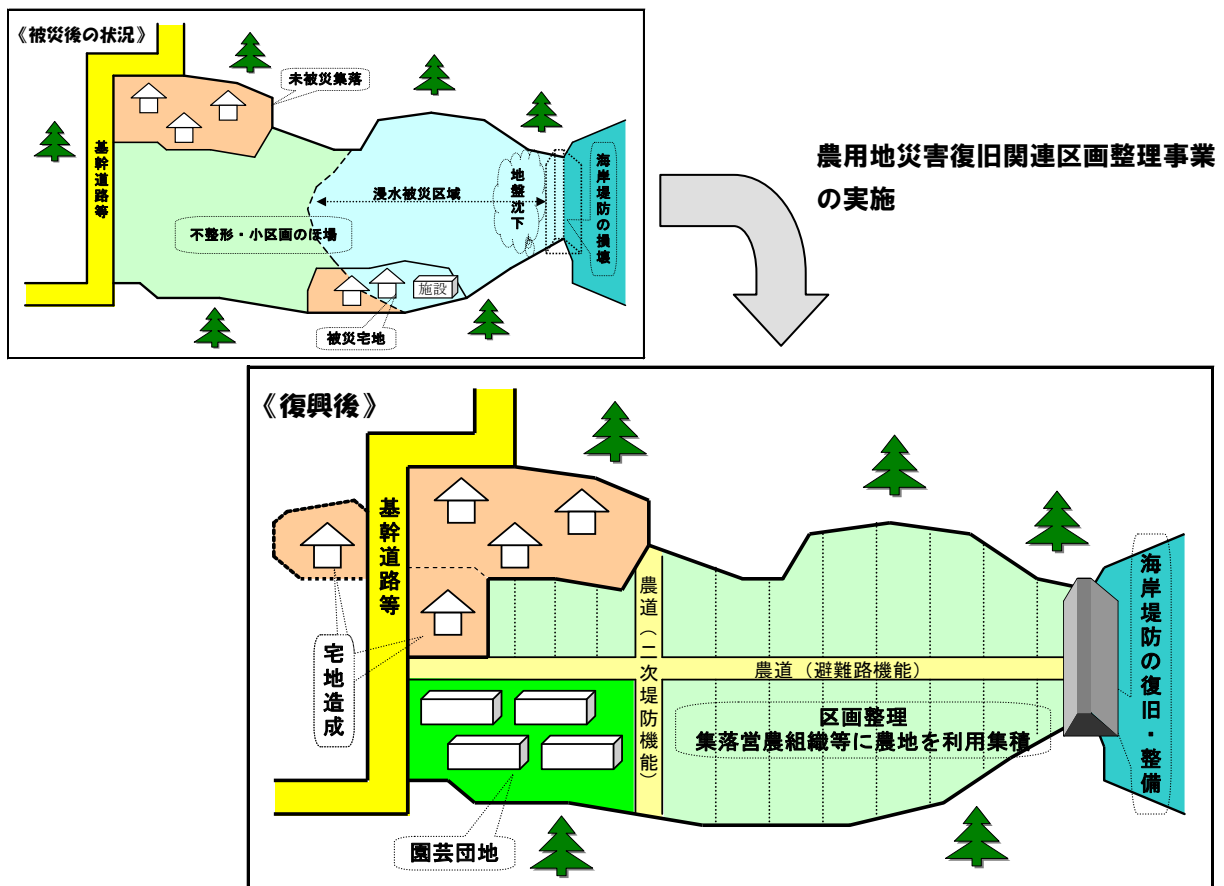 《被災後の状況》
未被災集落
基幹道路等
浸水被災区域
地盤沈下
海岸堤防の損壊
不整形・小区画のほ場
施設
被災宅地
農用地災害復旧関連区画整理事業
の実施
《復興後》
基幹道路等
宅地造成
農道（二次堤防機能）
農道（避難路機能）
区画整理
集落営農組織等に農地を利用集積
海岸堤防の復旧・整備
園芸団地